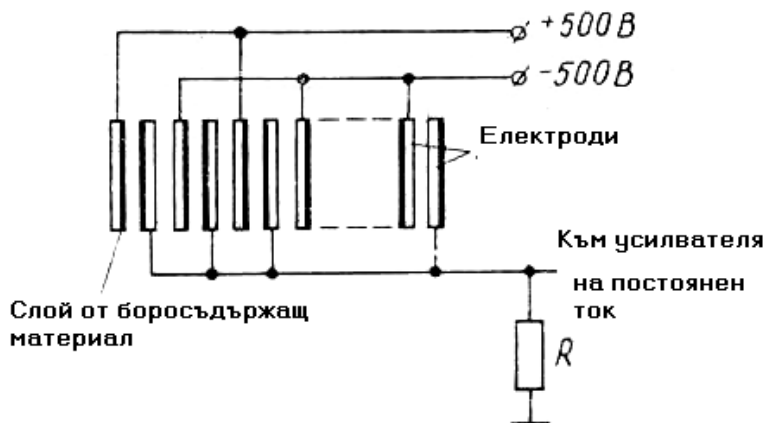 +500 В
-500 В
Електроди
Към усилвателя
на постоянен
ток
Слой от боросъдържащ
материал
R